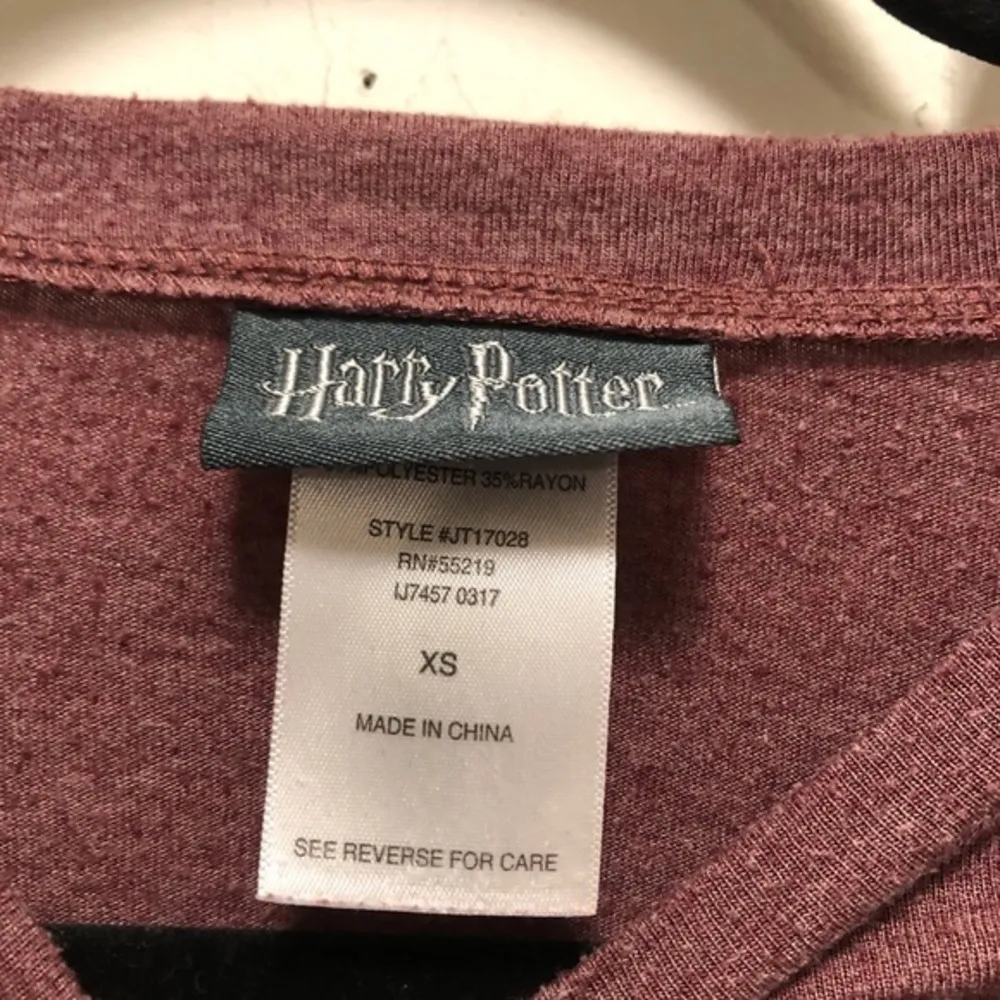 Harry Potter
POLYESTER 35%RAYON
STYLE #JT17028
RN#55219
IJ7457 0317
XS
MADE IN CHINA
SEE REVERSE FOR CARE